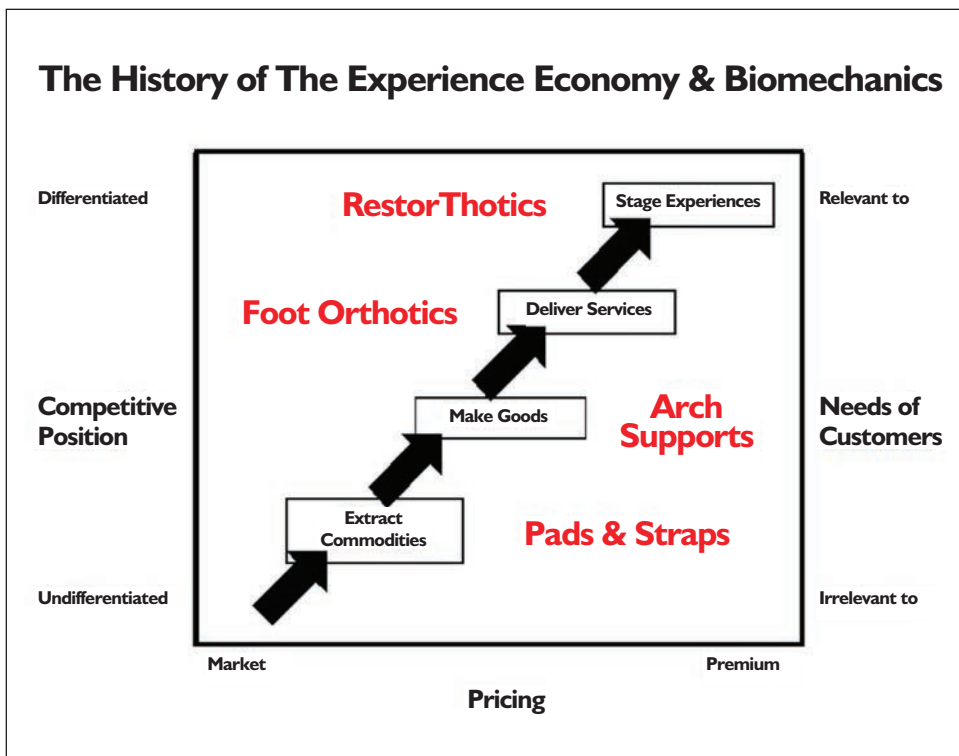 The History of The Experience Economy & Biomechanics
Differentiated
RestorThotics
Stage Experiences
Relevant to
Foot Orthotics
Deliver Services
Competitive
Position
Make Goods
Arch
Supports
Needs of
Customers
Extract
Commodities
Pads & Straps
Undifferentiated
Irrelevant to
Market
Premium
Pricing